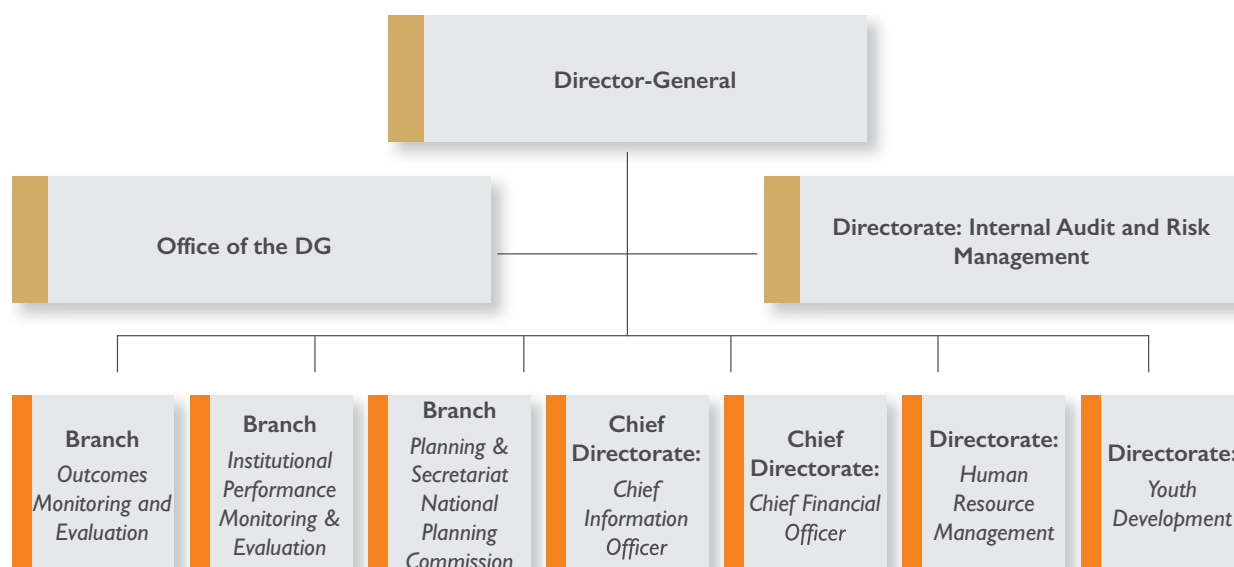 Director-General
Office of the DG
Directorate: Internal Audit and Risk
Management
Branch
Outcomes
Monitoring and
Evaluation
Branch
Institutional
Performance
Monitoring &
Evaluation
Branch
Planning &
Secretariat
National
Planning
Commission
Chief
Directorate:
Chief
Information
Officer
Chief
Directorate:
Chief Financial
Officer
Directorate:
Human
Resource
Management
Directorate:
Youth
Development